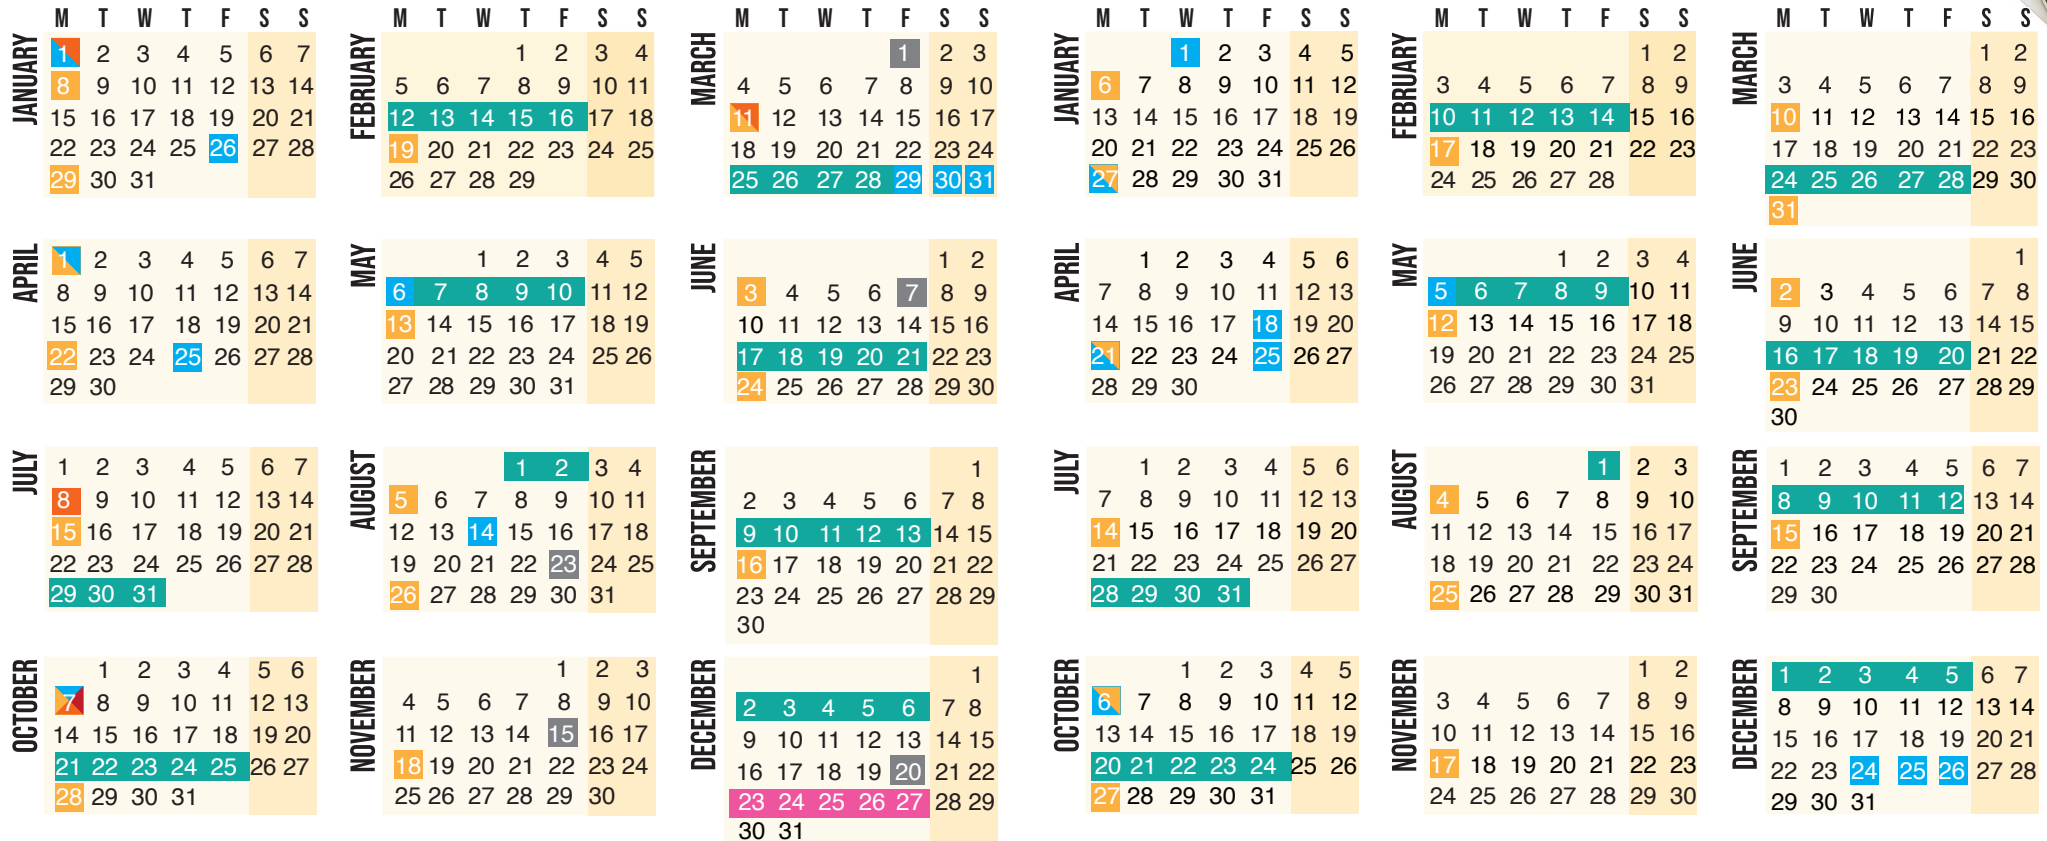 M T W T F S S
JANUARY
1 2 3 4 5 6 7
8 9 10 11 12 13 14
15 16 17 18 19 20 21
22 23 24 25 26 27 28
29 30 31
M T W T F S S
FEBRUARY
1 2 3 4
5 6 7 8 9 10 11
12 13 14 15 16 17 18
19 20 21 22 23 24 25
26 27 28 29
M T W T F S S
MARCH
1 2 3
4 5 6 7 8 9 10
11 12 13 14 15 16 17
18 19 20 21 22 23 24
25 26 27 28 29 30 31
M T W T F S S
JANUARY
1 2 3 4 5
6 7 8 9 10 11 12
13 14 15 16 17 18 19
20 21 22 23 24 25 26
27 28 29 30 31
M T W T F S S
FEBRUARY
1 2
3 4 5 6 7 8 9
10 11 12 13 14 15 16
17 18 19 20 21 22 23
24 25 26 27 28
M T W T F S S
MARCH
1 2
3 4 5 6 7 8 9
10 11 12 13 14 15 16
17 18 19 20 21 22 23
24 25 26 27 28 29 30
31
APRIL
1 2 3 4 5 6 7
8 9 10 11 12 13 14
15 16 17 18 19 20 21
22 23 24 25 26 27 28
29 30
MAY
1 2 3 4 5
6 7 8 9 10 11 12
13 14 15 16 17 18 19
20 21 22 23 24 25 26
27 28 29 30 31
JUNE
1 2
3 4 5 6 7 8 9
10 11 12 13 14 15 16
17 18 19 20 21 22 23
24 25 26 27 28 29 30
APRIL
1 2 3 4 5 6
7 8 9 10 11 12 13
14 15 16 17 18 19 20
21 22 23 24 25 26 27
28 29 30
MAY
1 2 3 4
5 6 7 8 9 10 11
12 13 14 15 16 17 18
19 20 21 22 23 24 25
26 27 28 29 30 31
JUNE
1
2 3 4 5 6 7 8
9 10 11 12 13 14 15
16 17 18 19 20 21 22
23 24 25 26 27 28 29
30
JULY
1 2 3 4 5 6 7
8 9 10 11 12 13 14
15 16 17 18 19 20 21
22 23 24 25 26 27 28
29 30 31
AUGUST
1 2 3 4
5 6 7 8 9 10 11
12 13 14 15 16 17 18
19 20 21 22 23 24 25
26 27 28 29 30 31
SEPTEMBER
1
2 3 4 5 6 7 8
9 10 11 12 13 14 15
16 17 18 19 20 21 22
23 24 25 26 27 28 29
30
JULY
1 2 3 4 5 6
7 8 9 10 11 12 13
14 15 16 17 18 19 20
21 22 23 24 25 26 27
28 29 30 31
AUGUST
1 2 3
4 5 6 7 8 9 10
11 12 13 14 15 16 17
18 19 20 21 22 23 24
25 26 27 28 29 30 31
SEPTEMBER
1 2 3 4 5 6 7
8 9 10 11 12 13 14
15 16 17 18 19 20 21
22 23 24 25 26 27 28
29 30
OCTOBER
1 2 3 4 5 6
7 8 9 10 11 12 13
14 15 16 17 18 19 20
21 22 23 24 25 26 27
28 29 30 31
NOVEMBER
1 2 3
4 5 6 7 8 9 10
11 12 13 14 15 16 17
18 19 20 21 22 23 24
25 26 27 28 29 30
DECEMBER
1
2 3 4 5 6 7 8
9 10 11 12 13 14 15
16 17 18 19 20 21 22
23 24 25 26 27 28 29
30 31
OCTOBER
1 2 3 4 5
6 7 8 9 10 11 12
13 14 15 16 17 18 19
20 21 22 23 24 25 26
27 28 29 30 31
NOVEMBER
1 2
3 4 5 6 7 8 9
10 11 12 13 14 15 16
17 18 19 20 21 22 23
24 25 26 27 28 29 30
DECEMBER
1 2 3 4 5 6 7
8 9 10 11 12 13 14
15 16 17 18 19 20 21
22 23 24 25 26 27 28
29 30 31